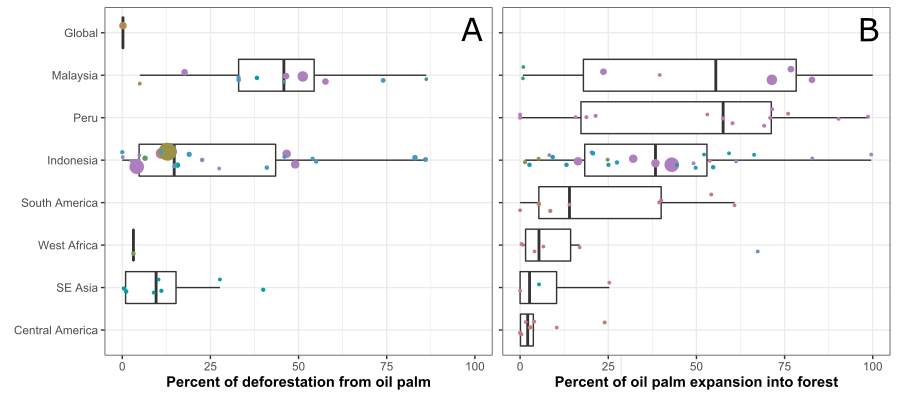 A
B
Global
Malaysia
Peru
Indonesia
South America
West Africa
SE Asia
Central America
0 25 50 75 100
0 25 50 75 100
Percent of deforestation from oil palm
Percent of oil palm expansion into forest